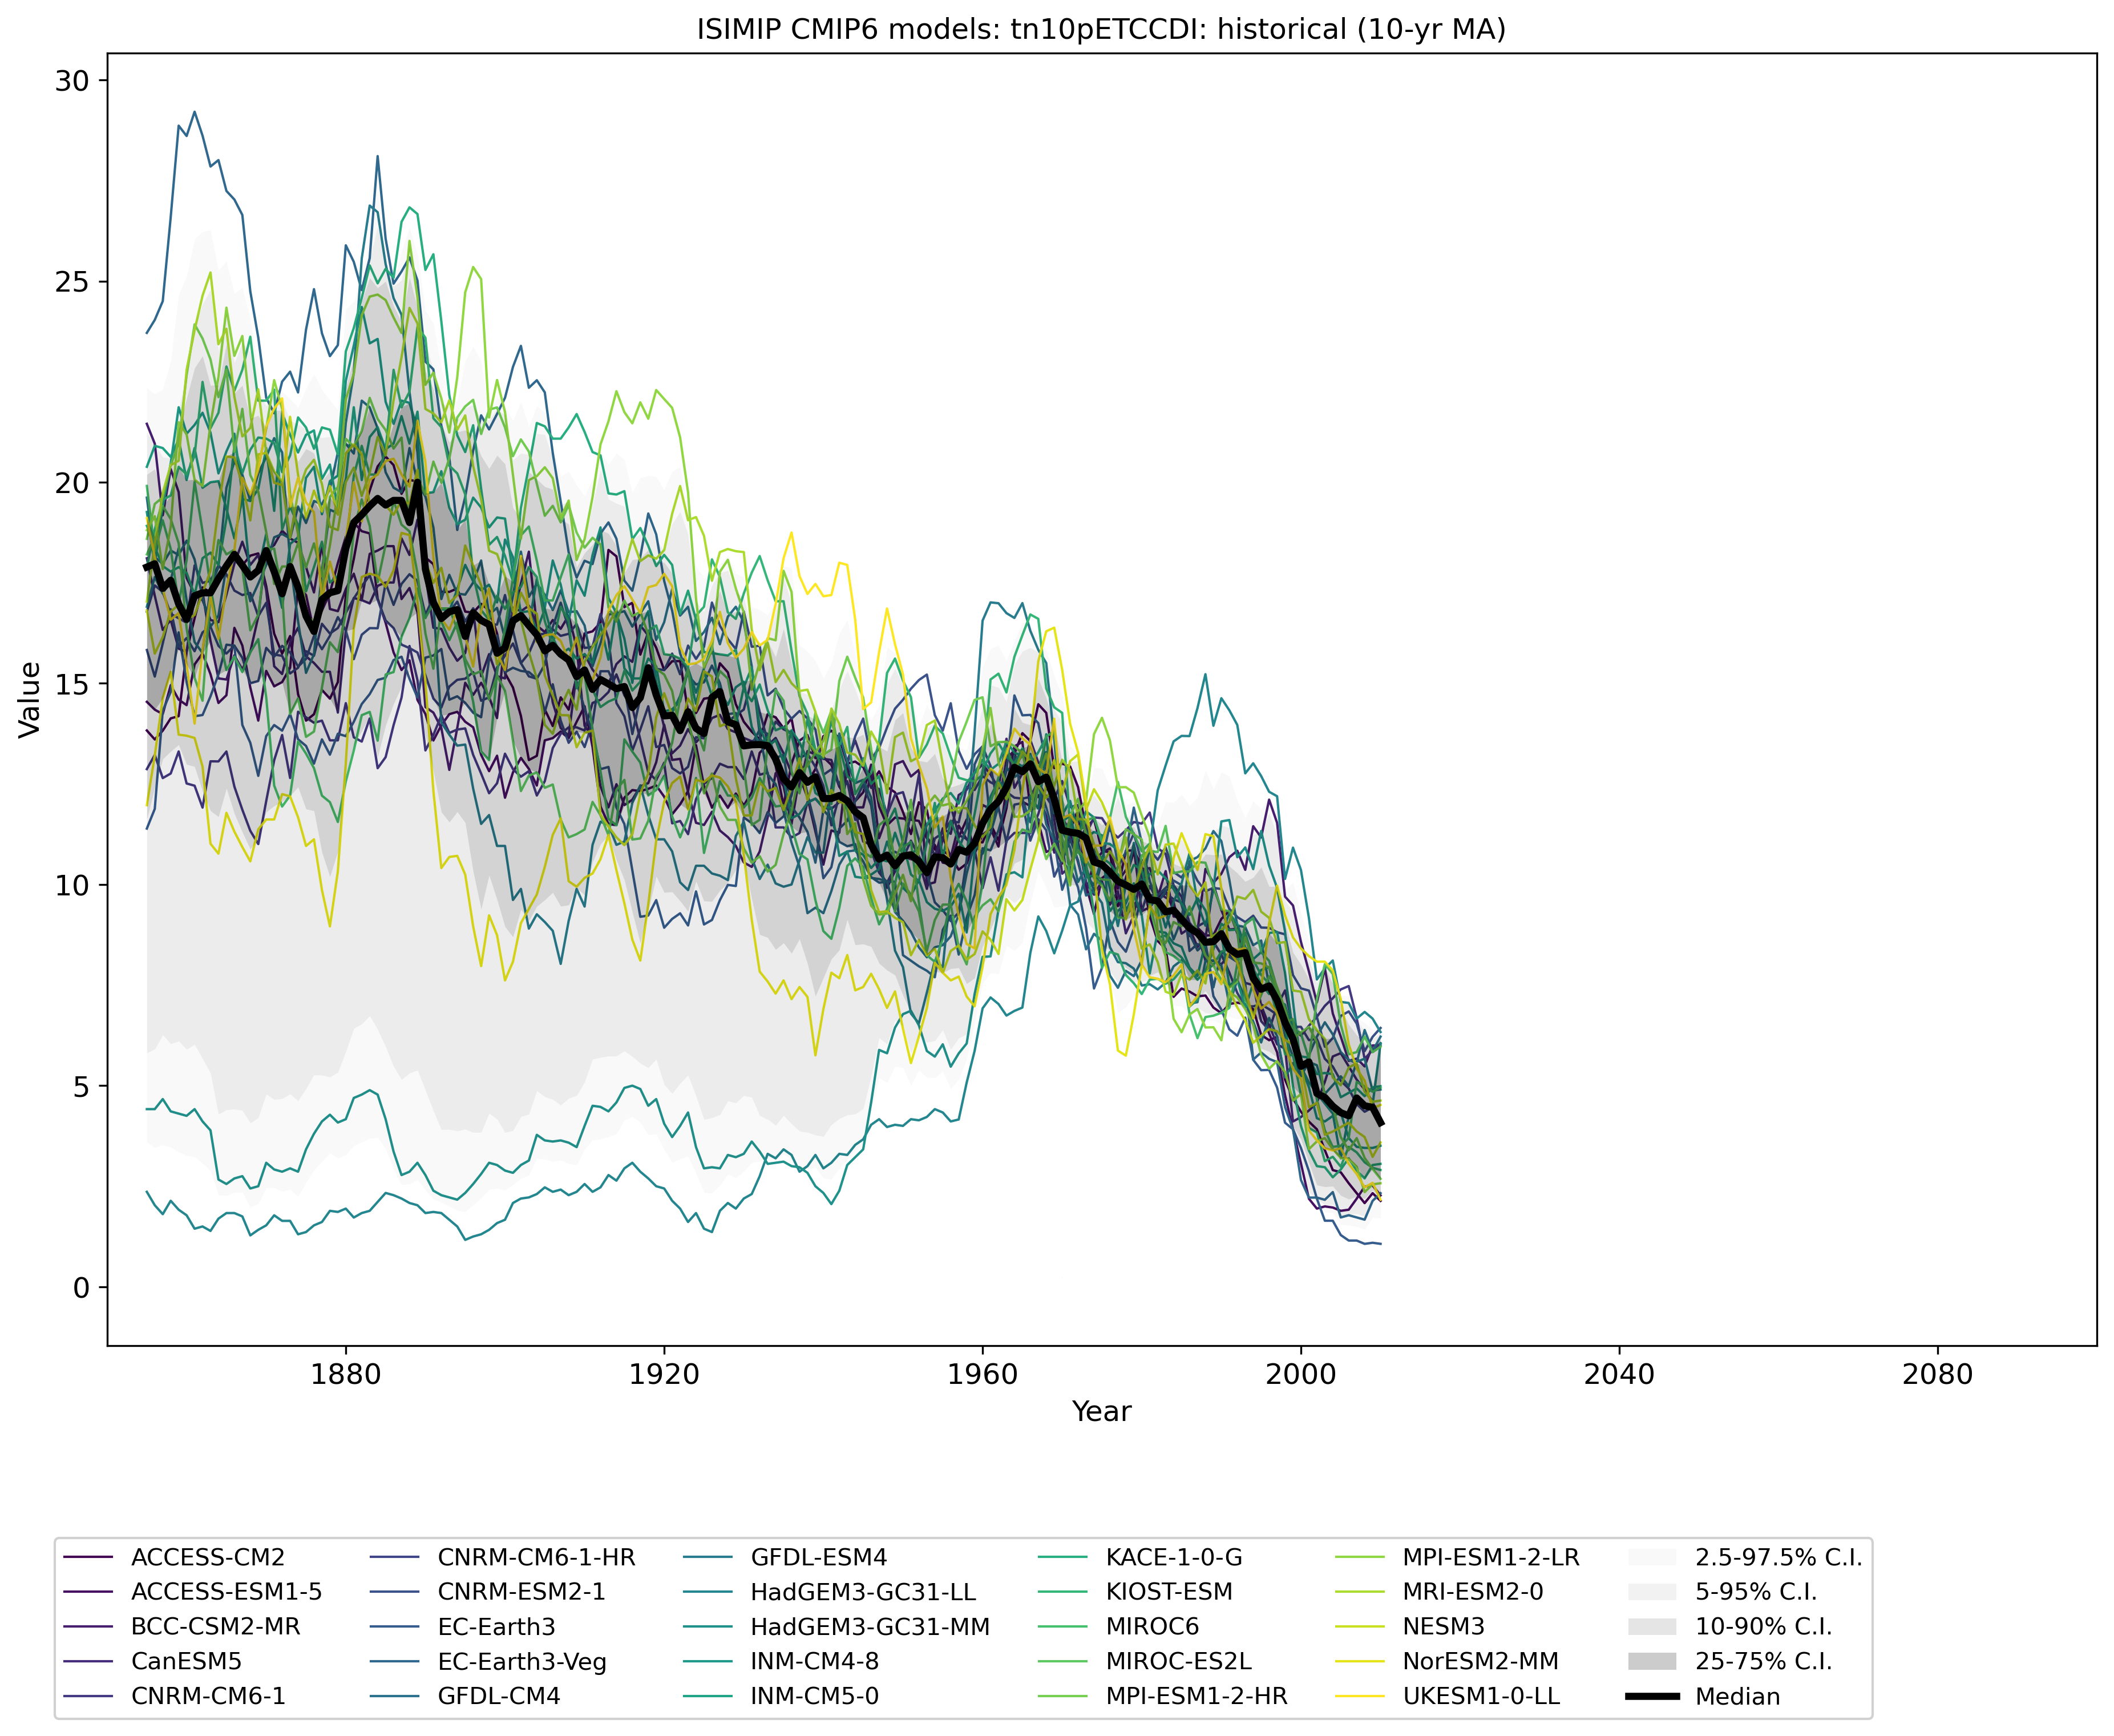 ISIMIP CMIP6 models: tn10pETCCDI: historical (10-yr MA)
30
25
20
15
10
5
0
Value
1880 1920 1960 2000 2040 2080
Year
ACCESS-CM2
ACCESS-ESM1-5
BCC-CSM2-MR
CanESM5
CNRM-CM6-1
CNRM-CM6-1-HR
CNRM-ESM2-1
EC-Earth3
EC-Earth3-Veg
GFDL-CM4
GFDL-ESM4
HadGEM3-GC31-LL
HadGEM3-GC31-MM
INM-CM4-8
INM-CM5-0
KACE-1-0-G
KIOST-ESM
MIROC6
MIROC-ES2L
MPI-ESM1-2-HR
MPI-ESM1-2-LR
MRI-ESM2-0
NESM3
NorESM2-MM
UKESM1-0-LL
2.5-97.5% C.I.
5-95% C.I.
10-90% C.I.
25-75% C.I.
Median